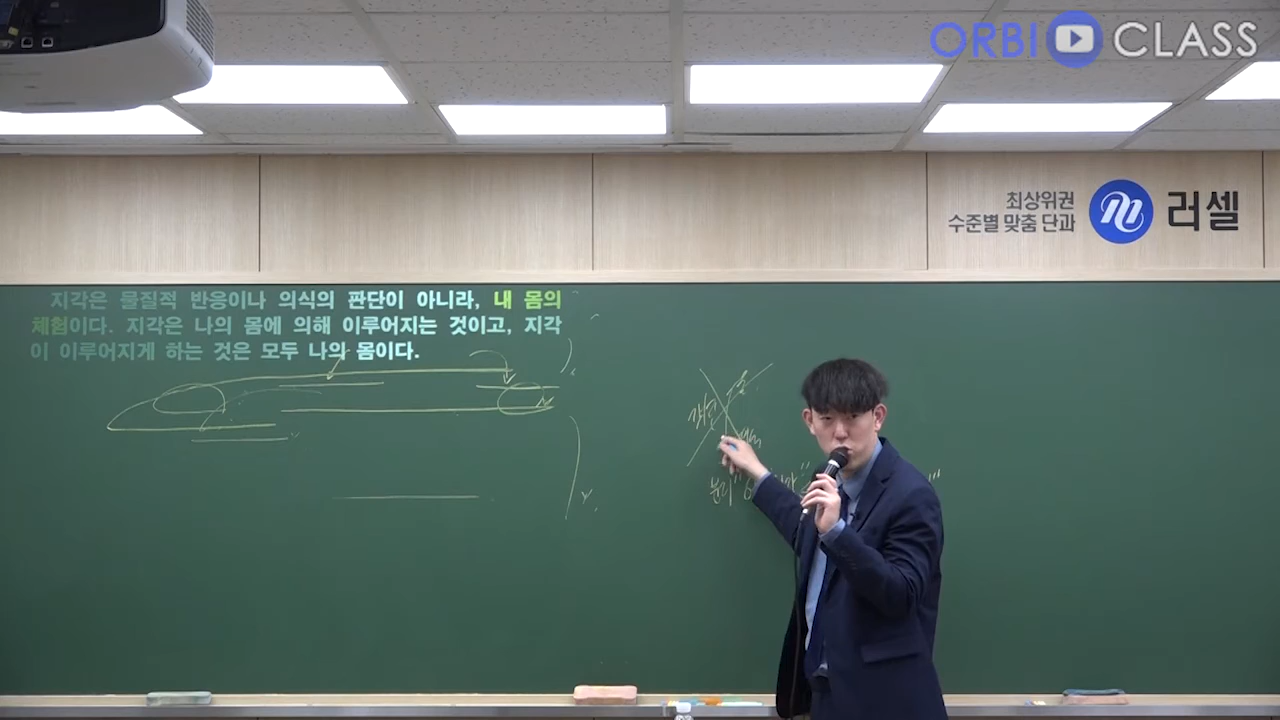 ORBI CLASS
최상위권
수준별 맞춤 단과
러셀
지각은 물질적 반응이나 의식의 판단이 아니라, 내 몸의
체험이다. 지각은 나의 몸에 의해 이루어지는 것이고, 지각
이 이루어지게 하는 것은 모두 나의 몸이다.
분리